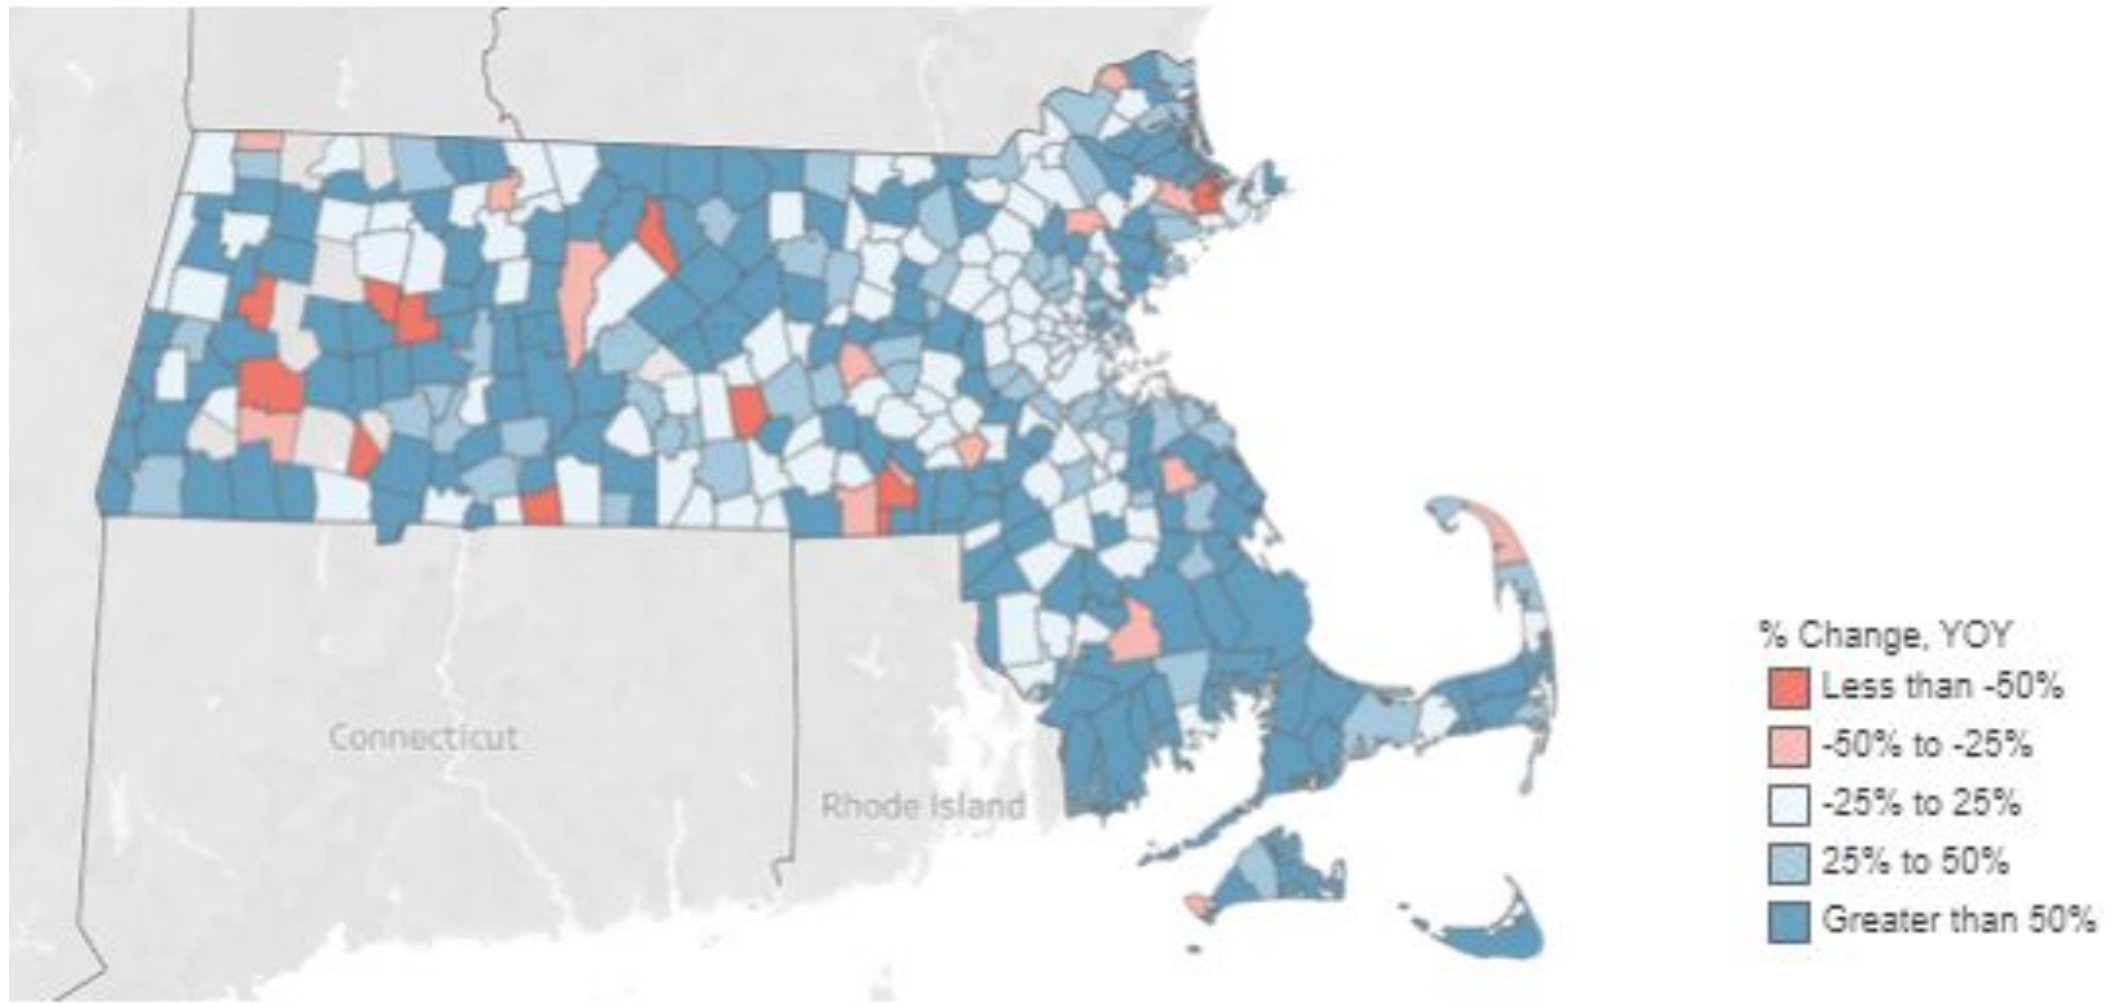 % Change, YOY
Less than -50%
-50% to -25%
-25% to 25%
25% to 50%
Greater than 50%
Connecticut
Rhode Island